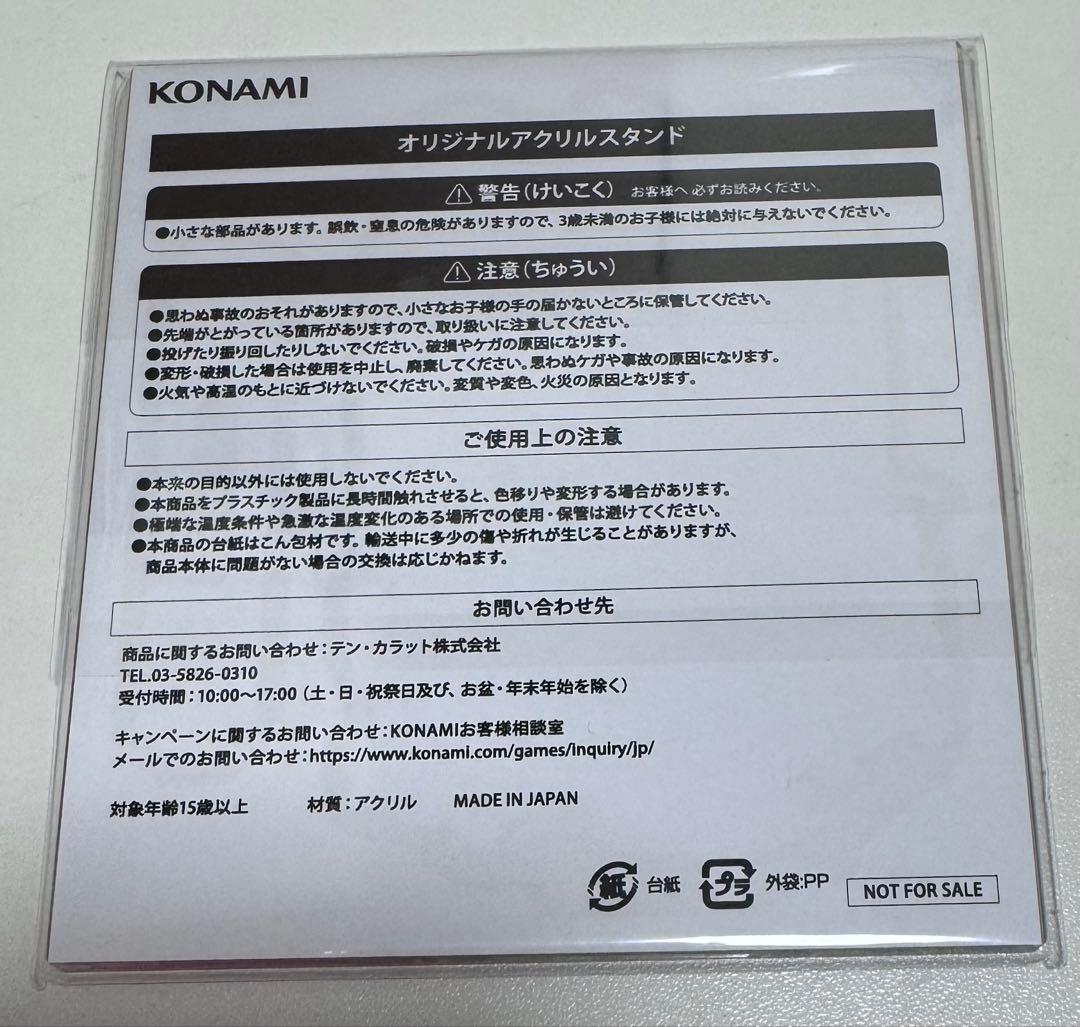 KONAMI
オリジナルアクリルスタンド
警告(けいこく) お客様へ 必ずお読みください。
●小さな部品があります。誤飲・窒息の危険がありますので、3歳未満のお子様には絶対に与えないでください。
注意(ちゅうい)
●思わぬ事故のおそれがありますので、小さなお子様の手の届かないところに保管してください。
●先端がとがっている箇所がありますので、取り扱いに注意してください。
●投げたり振り回したりしないでください。破損やケガの原因になります。
●変形・破損した場合は使用を中止し、廃棄してください。思わぬケガや事故の原因になります。
●火気や高温のもとに近づけないでください。変質や変色、火災の原因となります。
ご使用上の注意
●本来の目的以外には使用しないでください。
●本商品をプラスチック製品に長時間触れさせると、色移りや変形する場合があります。
●極端な温度条件や急激な温度変化のある場所での使用・保管は避けてください。
●本商品の台紙はこん包材です。輸送中に多少の傷や折れが生じることがありますが、
商品本体に問題がない場合の交換は応じかねます。
お問い合わせ先
商品に関するお問い合わせ:テン・カラット株式会社
TEL.03-5826-0310
受付時間:10:00～17:00(土・日・祝祭日及び、お盆・年末年始を除く)
キャンペーンに関するお問い合わせ:KONAMIお客様相談室
メールでのお問い合わせ:https://www.konami.com/games/inquiry/jp/
対象年齢15歳以上 材質:アクリル MADE IN JAPAN
紙 台紙 プラ 外袋:PP NOT FOR SALE